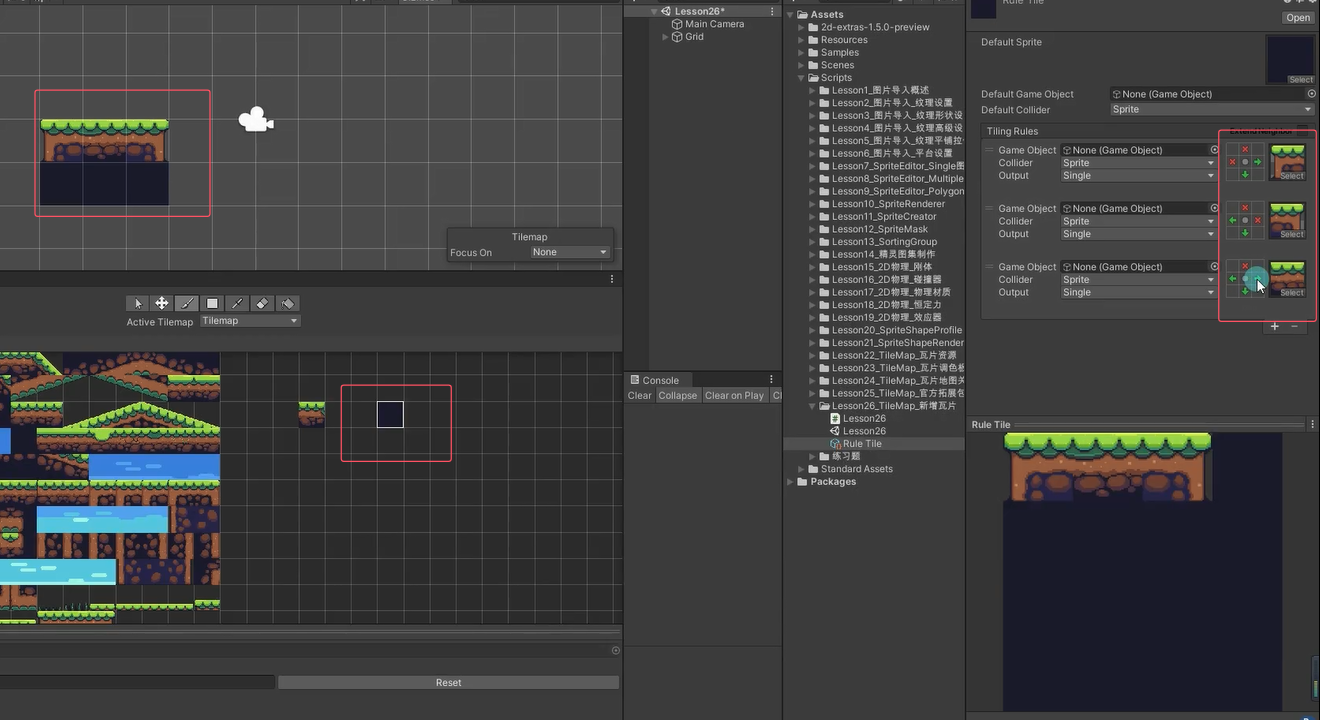 Lesson26*
Main Camera
Grid
Tilemap
Focus On
None
Active Tilemap
Tilemap
Reset
Console
Clear
Collapse
Clear on Play
Assets
2d-extras-1.5.0-preview
Resources
Samples
Scenes
Scripts
Lesson1_图片导入概述
Lesson2_图片导入_纹理设置
Lesson3_图片导入_纹理形状设
Lesson4_图片导入_纹理高级设
Lesson5_图片导入_纹理平铺拉
Lesson6_图片导入_平台设置
Lesson7_SpriteEditor_Single图
Lesson8_SpriteEditor_Multiple
Lesson9_SpriteEditor_Polygon
Lesson10_SpriteRenderer
Lesson11_SpriteCreator
Lesson12_SpriteMask
Lesson13_SortingGroup
Lesson14_精灵图集制作
Lesson15_2D物理_刚体
Lesson16_2D物理_碰撞器
Lesson17_2D物理_物理材质
Lesson18_2D物理_恒定力
Lesson19_2D物理_效应器
Lesson20_SpriteShapeProfile
Lesson21_SpriteShapeRender
Lesson22_TileMap_瓦片资源
Lesson23_TileMap_瓦片调色板
Lesson24_TileMap_瓦片地图关
Lesson25_TileMap_官方拓展包
Lesson26_TileMap_新增瓦片
Lesson26
Lesson26
Rule Tile
练习题
Standard Assets
Packages
Rule Tile
Open
Default Sprite
Select
Default Game Object
None (Game Object)
Default Collider
Sprite
Tiling Rules
Extend Neighbor
Game Object
None (Game Object)
Collider
Sprite
Output
Single
Select
Game Object
None (Game Object)
Collider
Sprite
Output
Single
Select
Game Object
None (Game Object)
Collider
Sprite
Output
Single
Select
Rule Tile